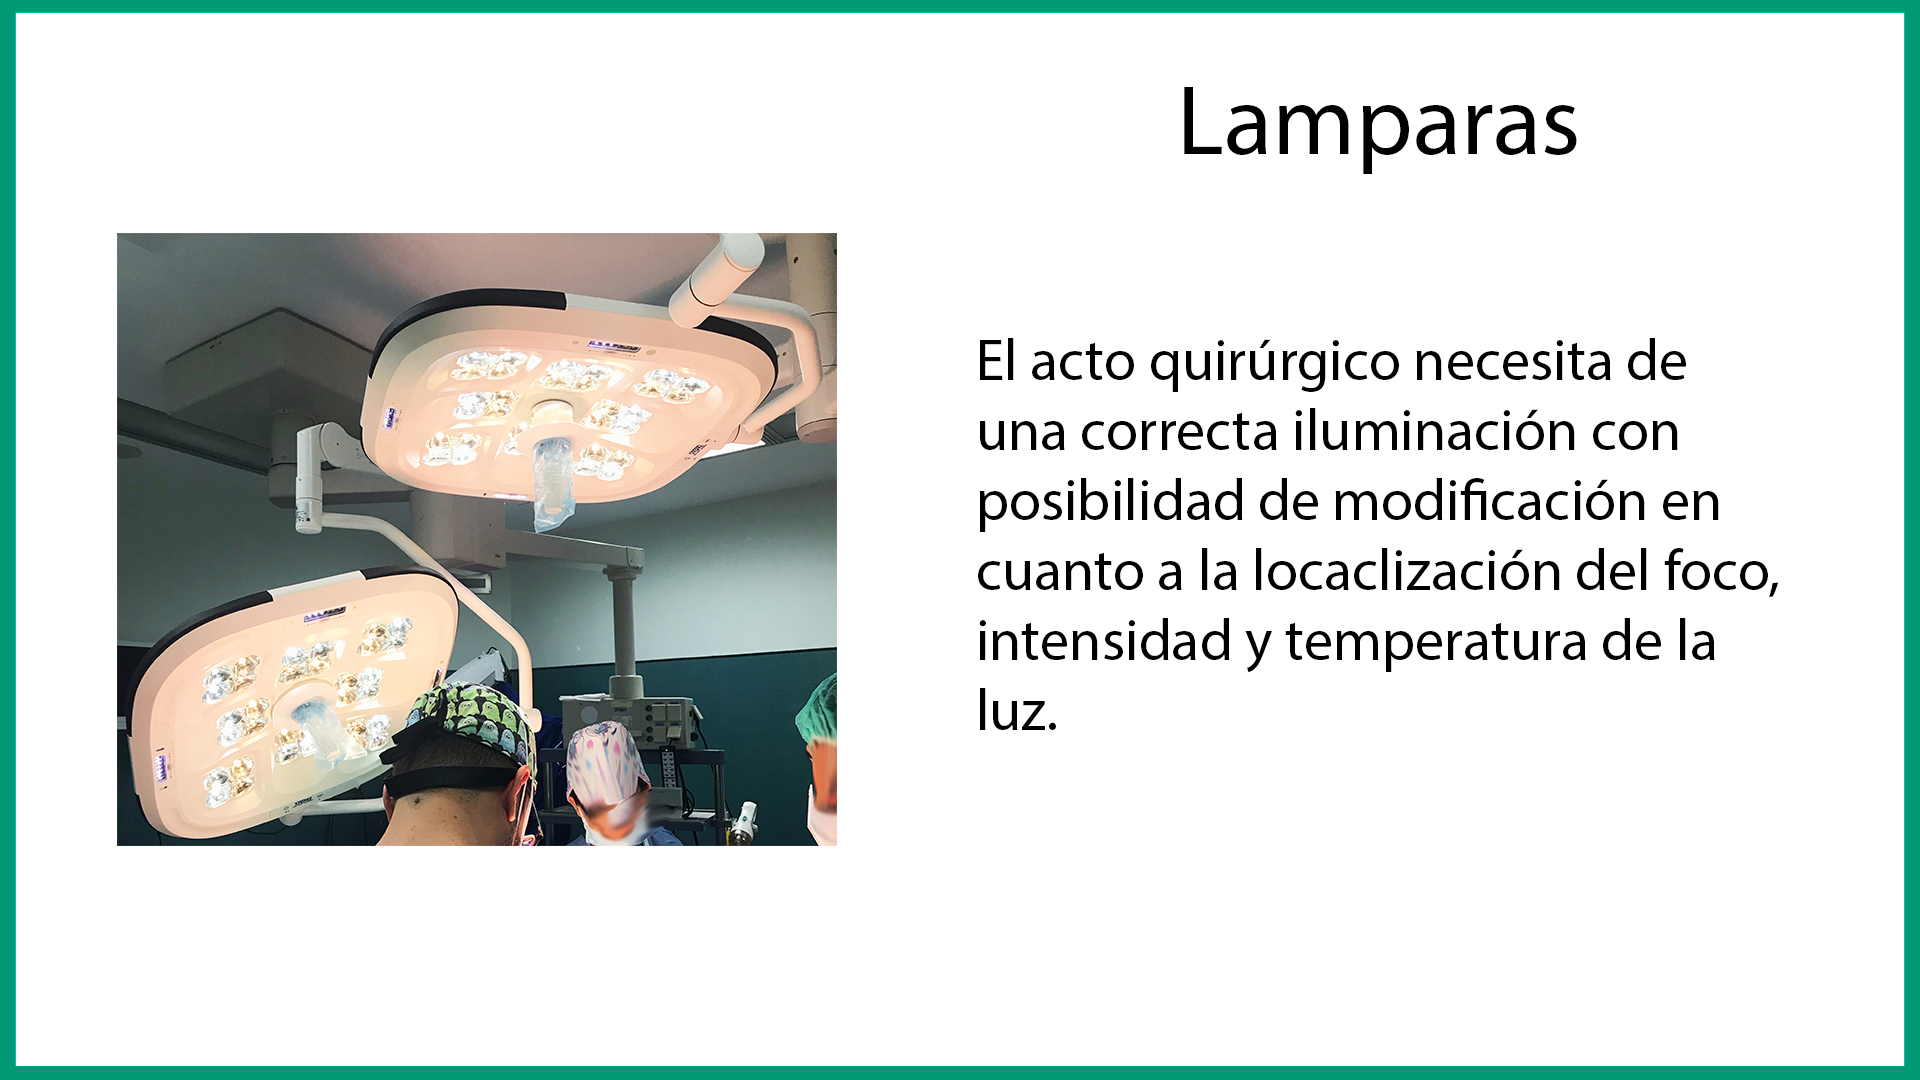 Lamparas
El acto quirúrgico necesita de
una correcta iluminación con
posibilidad de modificación en
cuanto a la locaclización del foco,
intensidad y temperatura de la
luz.